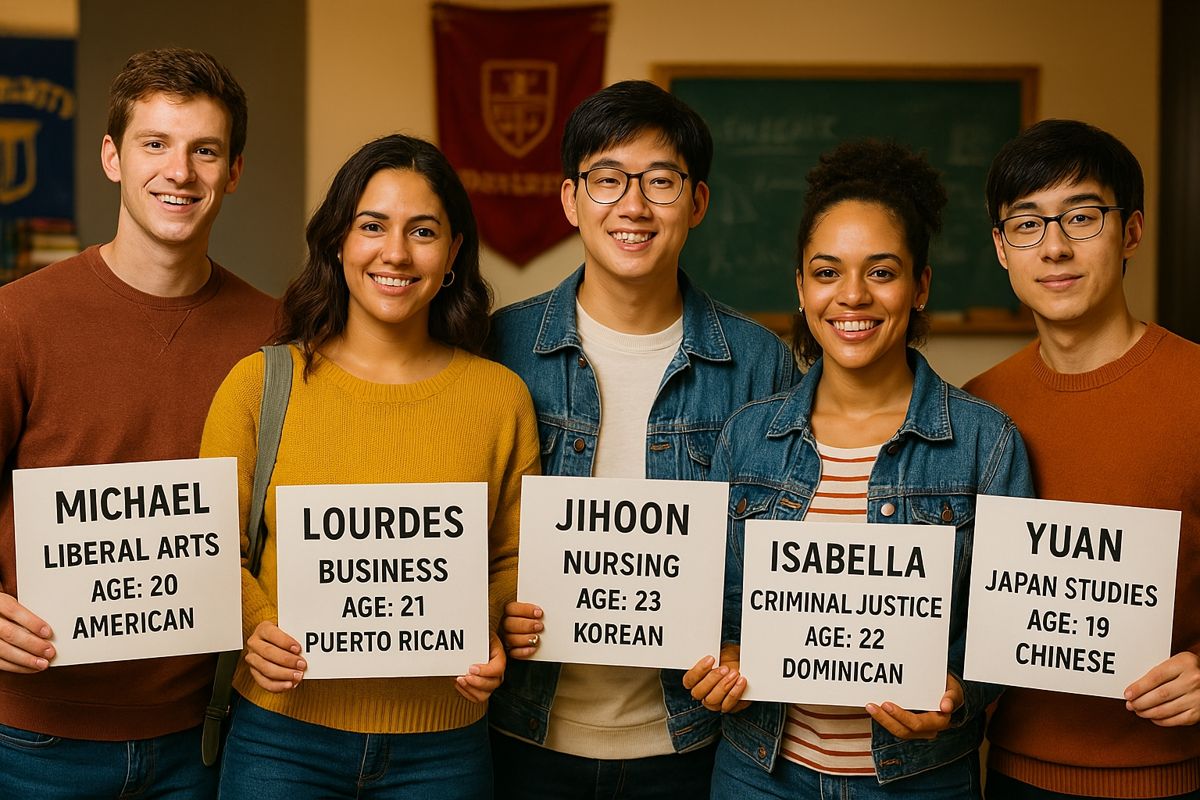 MICHAEL
LIBERAL ARTS
AGE: 20
AMERICAN
LOURDES
BUSINESS
AGE: 21
PUERTO RICAN
JIHOON
NURSING
AGE: 23
KOREAN
ISABELLA
CRIMINAL JUSTICE
AGE: 22
DOMINICAN
YUAN
JAPAN STUDIES
AGE: 19
CHINESE